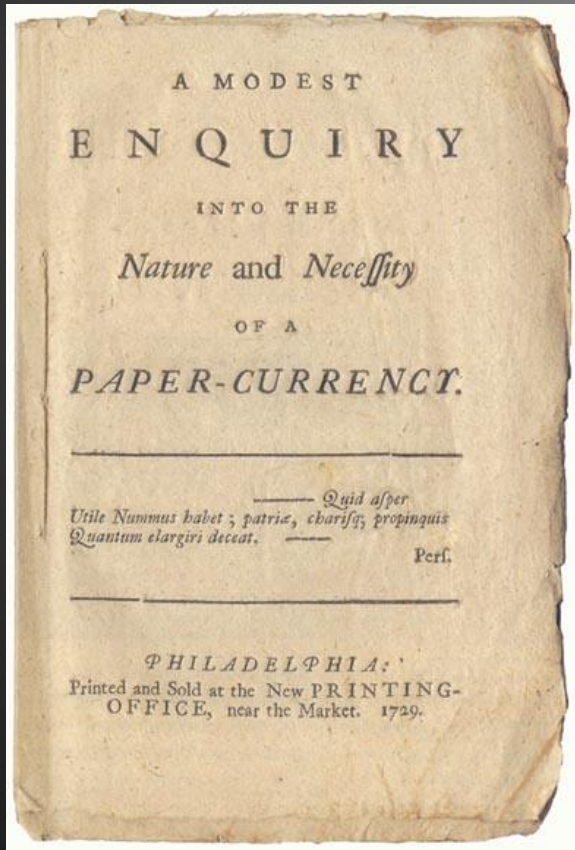 A MODEST
ENQUIRY
INTO THE
Nature and Neceſſity
OF A
PAPER-CURRENCY.
——— Quid aſper
Utile Nummus habet ; patriæ, chariſq; propinquis
Quantum elargiri deceat. ———
Perſ.
PHILADELPHIA:
Printed and Sold at the New PRINTING-
OFFICE, near the Market. 1729.